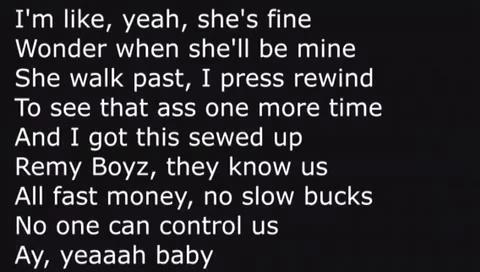 I'm like, yeah, she's fine
Wonder when she'll be mine
She walk past, I press rewind
To see that ass one more time
And I got this sewed up
Remy Boyz, they know us
All fast money, no slow bucks
No one can control us
Ay, yeaaah baby